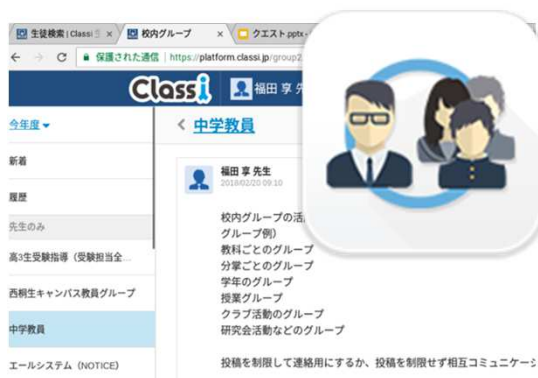 生徒検索 | Classi
校内グループ
クエスト.pptx
保護された通信 | https://platform.classi.jp/group2
Classi
福田 享
今年度
新着
履歴
先生のみ
高3生受験指導（受験担当全...
西桐生キャンパス教員グループ
中学教員
エールシステム（NOTICE）
中学教員
福田 享 先生
2018/02/20 09:10
校内グループの活
グループ例）
教科ごとのグループ
分掌ごとのグループ
学年のグループ
授業グループ
クラブ活動のグループ
研究会活動などのグループ
投稿を制限して連絡用にするか、投稿を制限せず相互コミュニケーシ